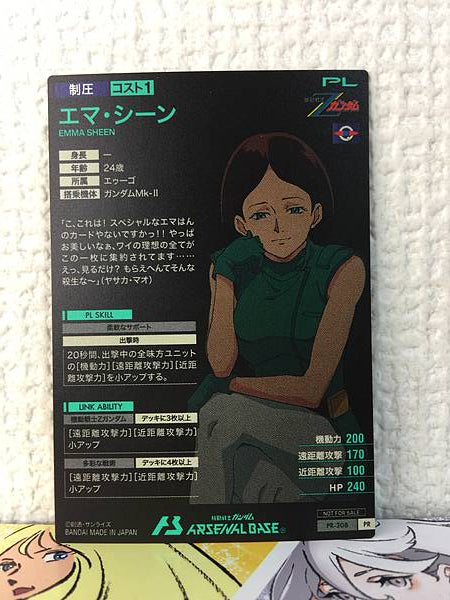 制圧 コスト1
PL
エマ・シーン
EMMA SHEEN
Zガンダム
身長 ―
年齢 24歳
所属 エゥーゴ
搭乗機体 ガンダムMk-II
「こ、これは! スペシャルなエマはん
のカードやないですかっ!! やっぱ
お美しいなぁ、ワイの理想の全てが
この一枚に集約されてます……
えっ、見るだけ? もらえへんてそんな
殺生な〜」(ヤサカ・マオ)
PL SKILL
柔軟なサポート
出撃時
20秒間、出撃中の全味方ユニット
の[機動力][遠距離攻撃力][近距
離攻撃力]を小アップする。
LINK ABILITY
機動戦士Zガンダム デッキに3枚以上
[遠距離攻撃力][近距離攻撃力]
小アップ
多彩な戦術 デッキに4枚以上
[遠距離攻撃力][近距離攻撃力]
小アップ
機動力 200
遠距離攻撃 170
近距離攻撃 100
HP 240
NOT FOR SALE
PR-206 PR
©創通・サンライズ
BANDAI MADE IN JAPAN
機動戦士ガンダム
ARSENAL BASE®